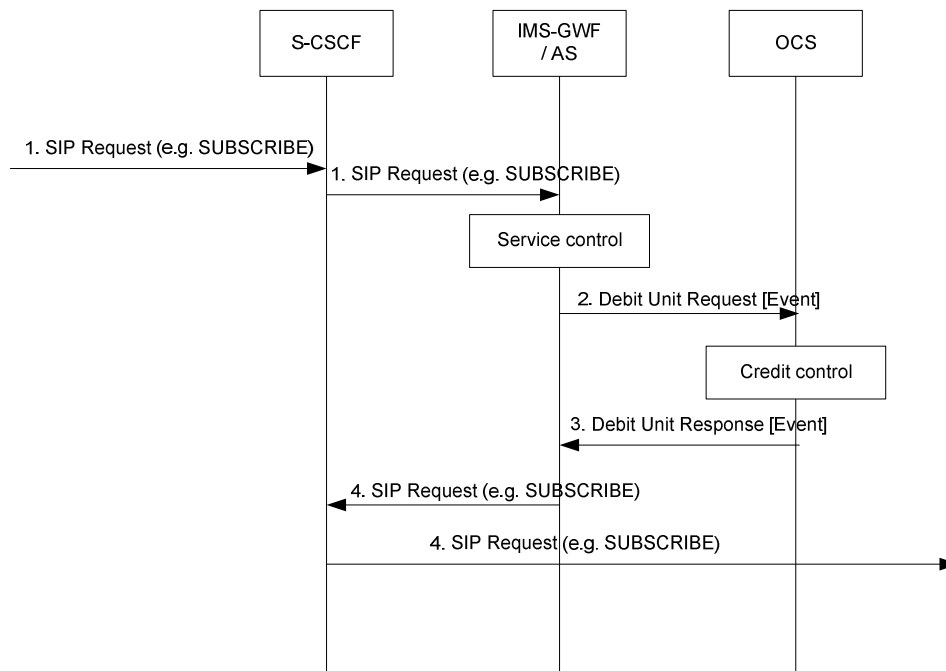 S-CSCF
IMS-GWF
/ AS
OCS
1. SIP Request (e.g. SUBSCRIBE)
1. SIP Request (e.g. SUBSCRIBE)
Service control
2. Debit Unit Request [Event]
Credit control
3. Debit Unit Response [Event]
4. SIP Request (e.g. SUBSCRIBE)
4. SIP Request (e.g. SUBSCRIBE)